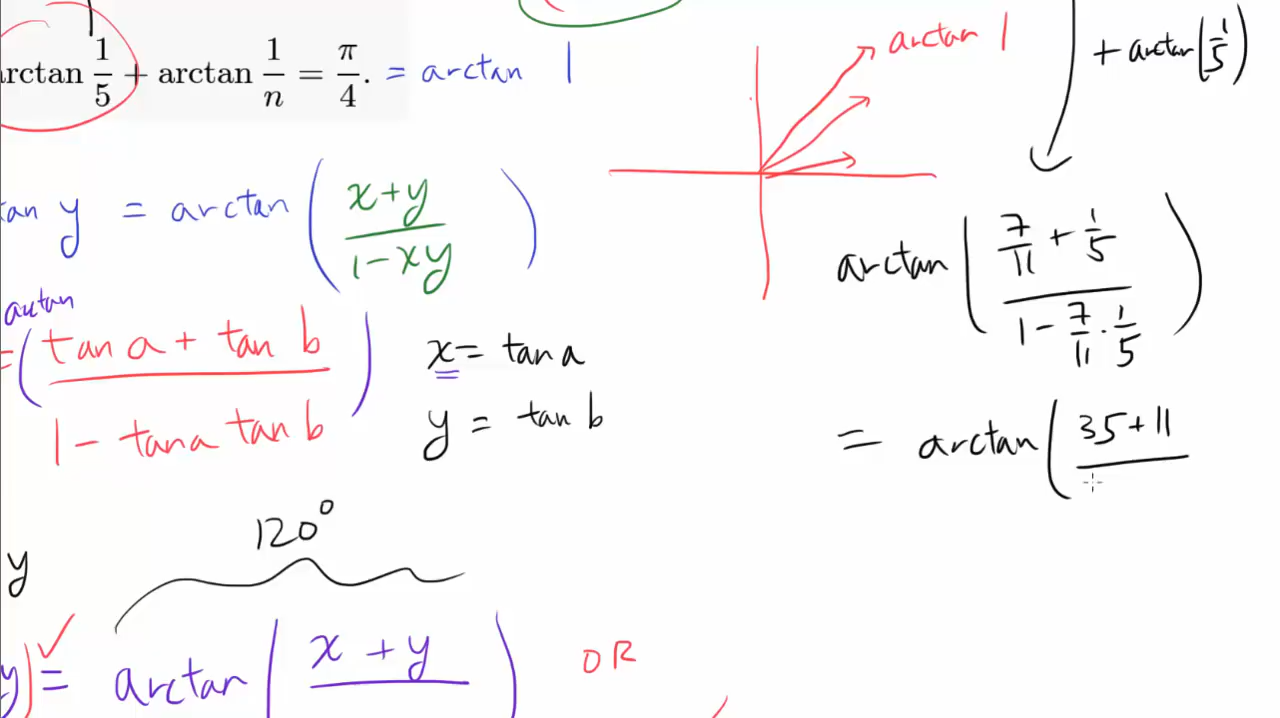 arctan 1/5 + arctan 1/n = π/4. = arctan 1
arctan 1
+ arctan(1/5)
tan y = arctan ( x+y / 1-xy )
arctan ( 7/11 + 1/5 / 1 - 7/11 · 1/5 )
arctan
= ( tan a + tan b / 1 - tan a tan b )
x = tan a
y = tan b
= arctan ( 35+11
120°
y
y) = arctan ( x + y ) OR